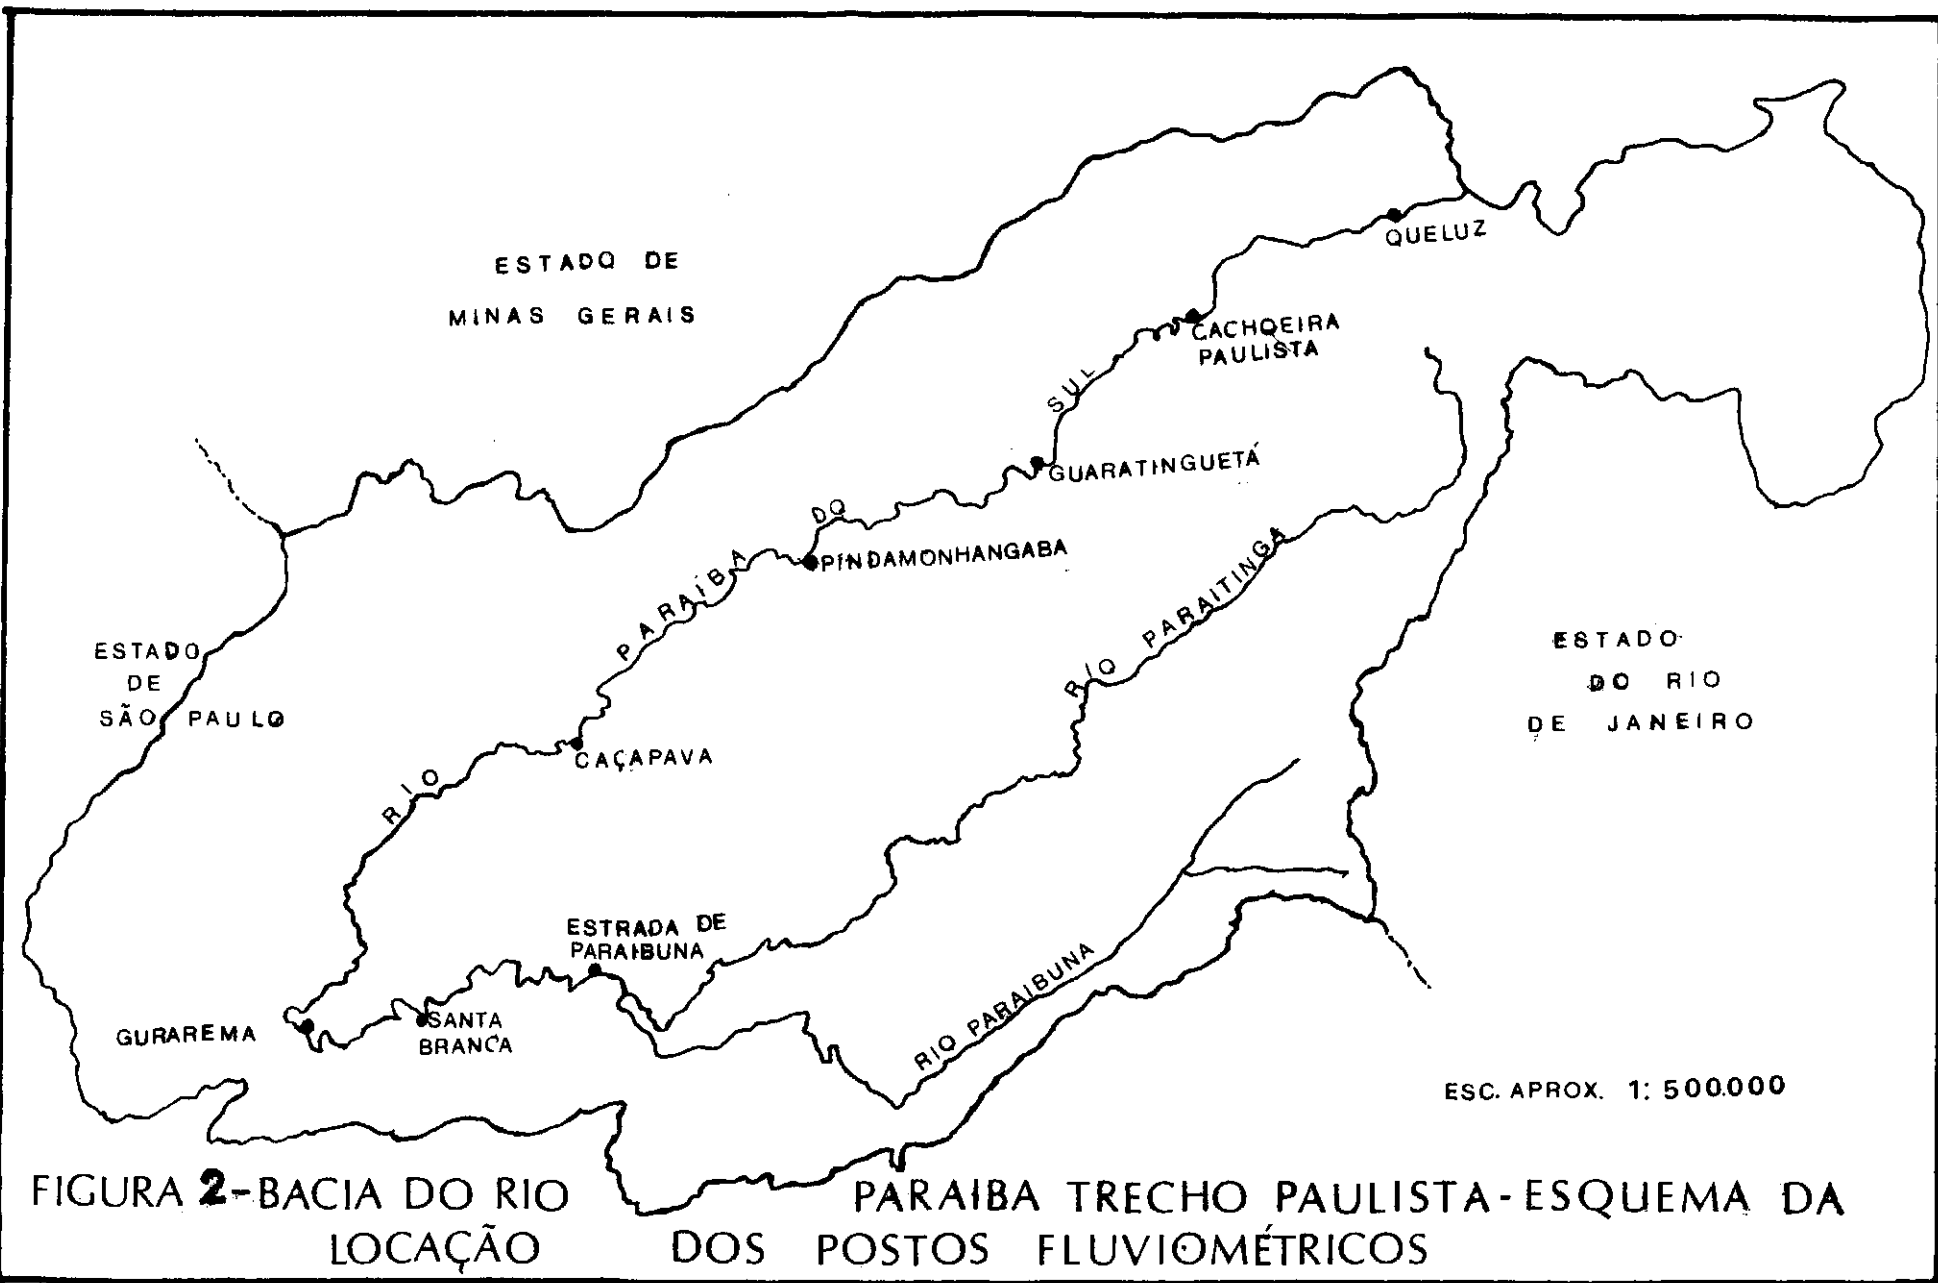 ESTADO DE
MINAS GERAIS
QUELUZ
CACHOEIRA
PAULISTA
SUL
GUARATINGUETÁ
DO
PINDAMONHANGABA
PARAÍBA
RIO PARAITINGA
ESTADO
DE
SÃO PAULO
ESTADO
DO RIO
DE JANEIRO
CAÇAPAVA
RIO
ESTRADA DE
PARAIBUNA
RIO PARAIBUNA
GURAREMA
SANTA
BRANCA
ESC. APROX. 1: 500.000
FIGURA 2-BACIA DO RIO PARAIBA TRECHO PAULISTA-ESQUEMA DA
LOCAÇÃO DOS POSTOS FLUVIOMÉTRICOS